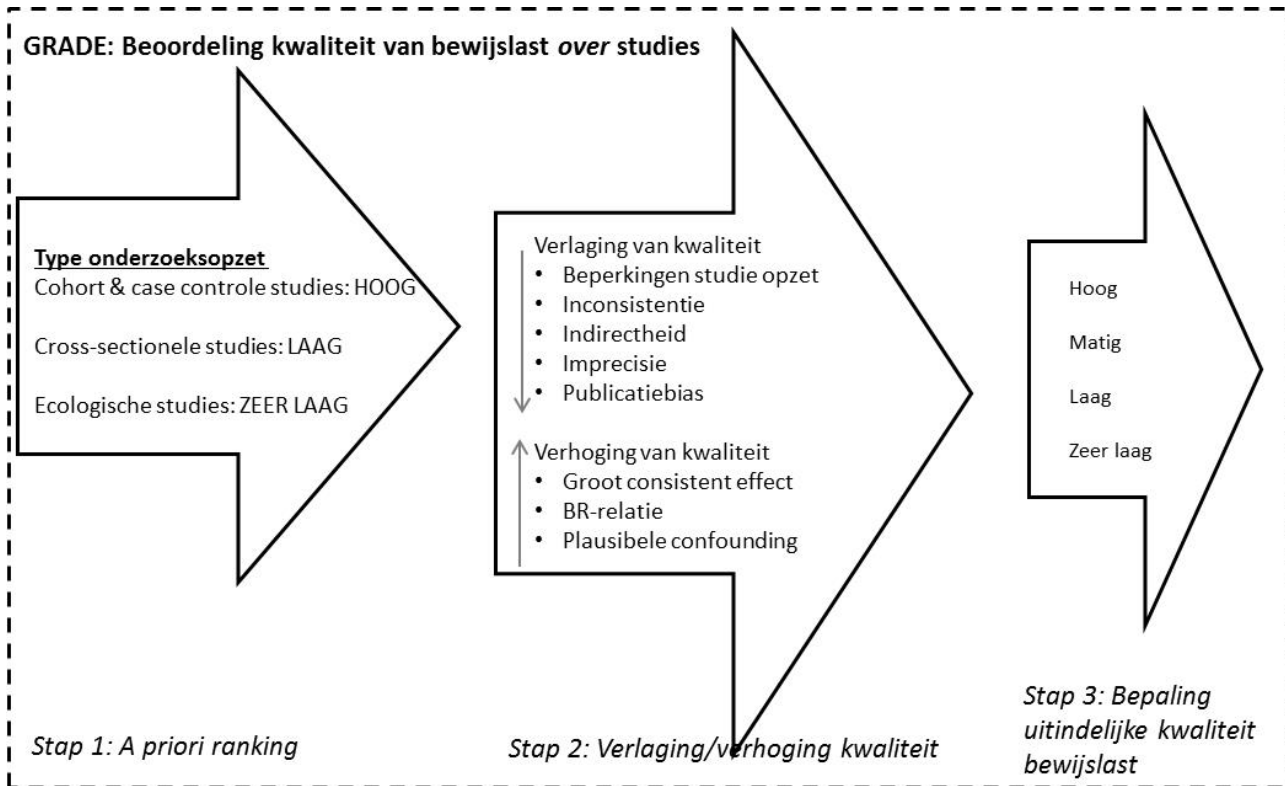 GRADE: Beoordeling kwaliteit van bewijslast over studies
Type onderzoeksopzet
Cohort & case controle studies: HOOG
Cross-sectionele studies: LAAG
Ecologische studies: ZEER LAAG
Stap 1: A priori ranking
Verlaging van kwaliteit
• Beperkingen studie opzet
• Inconsistentie
• Indirectheid
• Imprecisie
• Publicatiebias
Verhoging van kwaliteit
• Groot consistent effect
• BR-relatie
• Plausibele confounding
Stap 2: Verlaging/verhoging kwaliteit
Hoog
Matig
Laag
Zeer laag
Stap 3: Bepaling
uitindelijke kwaliteit
bewijslast